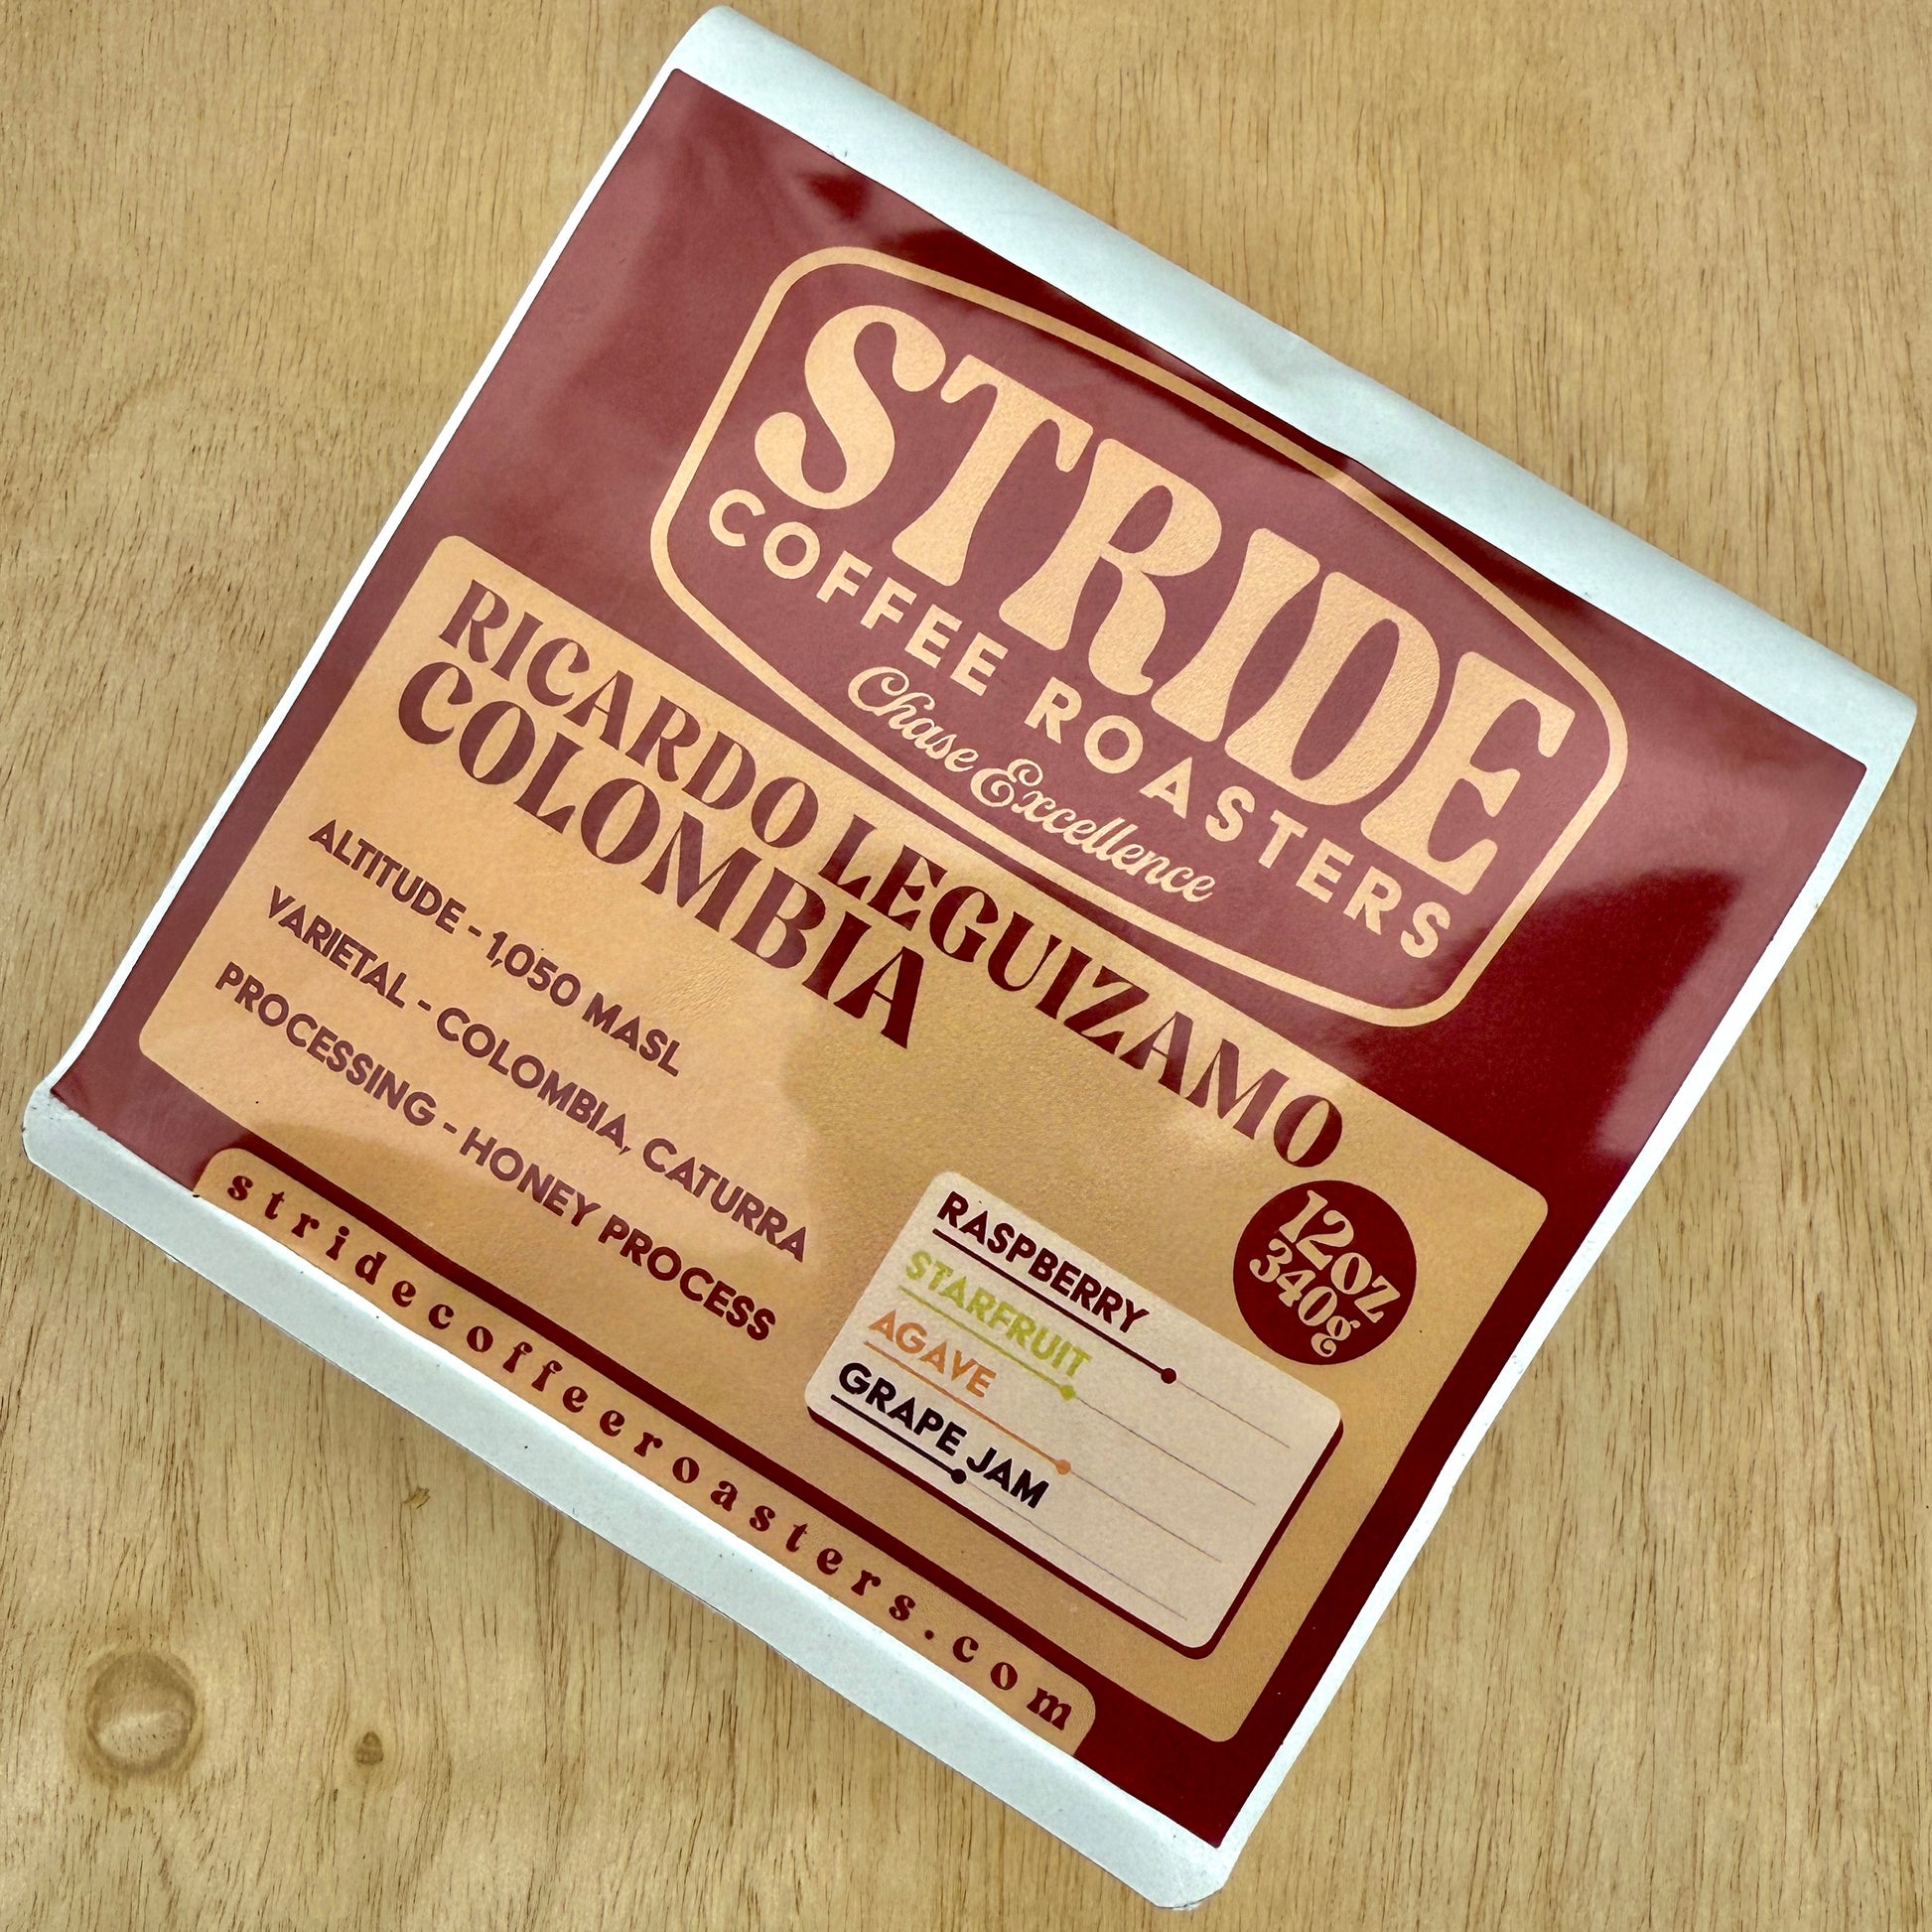 STRIDE
COFFEE ROASTERS
Chase Excellence
RICARDO LEGUIZAMO
COLOMBIA
ALTITUDE - 1,050 MASL
VARIETAL - COLOMBIA, CATURRA
PROCESSING - HONEY PROCESS
12oz
340g
RASPBERRY
STARFRUIT
AGAVE
GRAPE JAM
stridecoffeeroasters.com